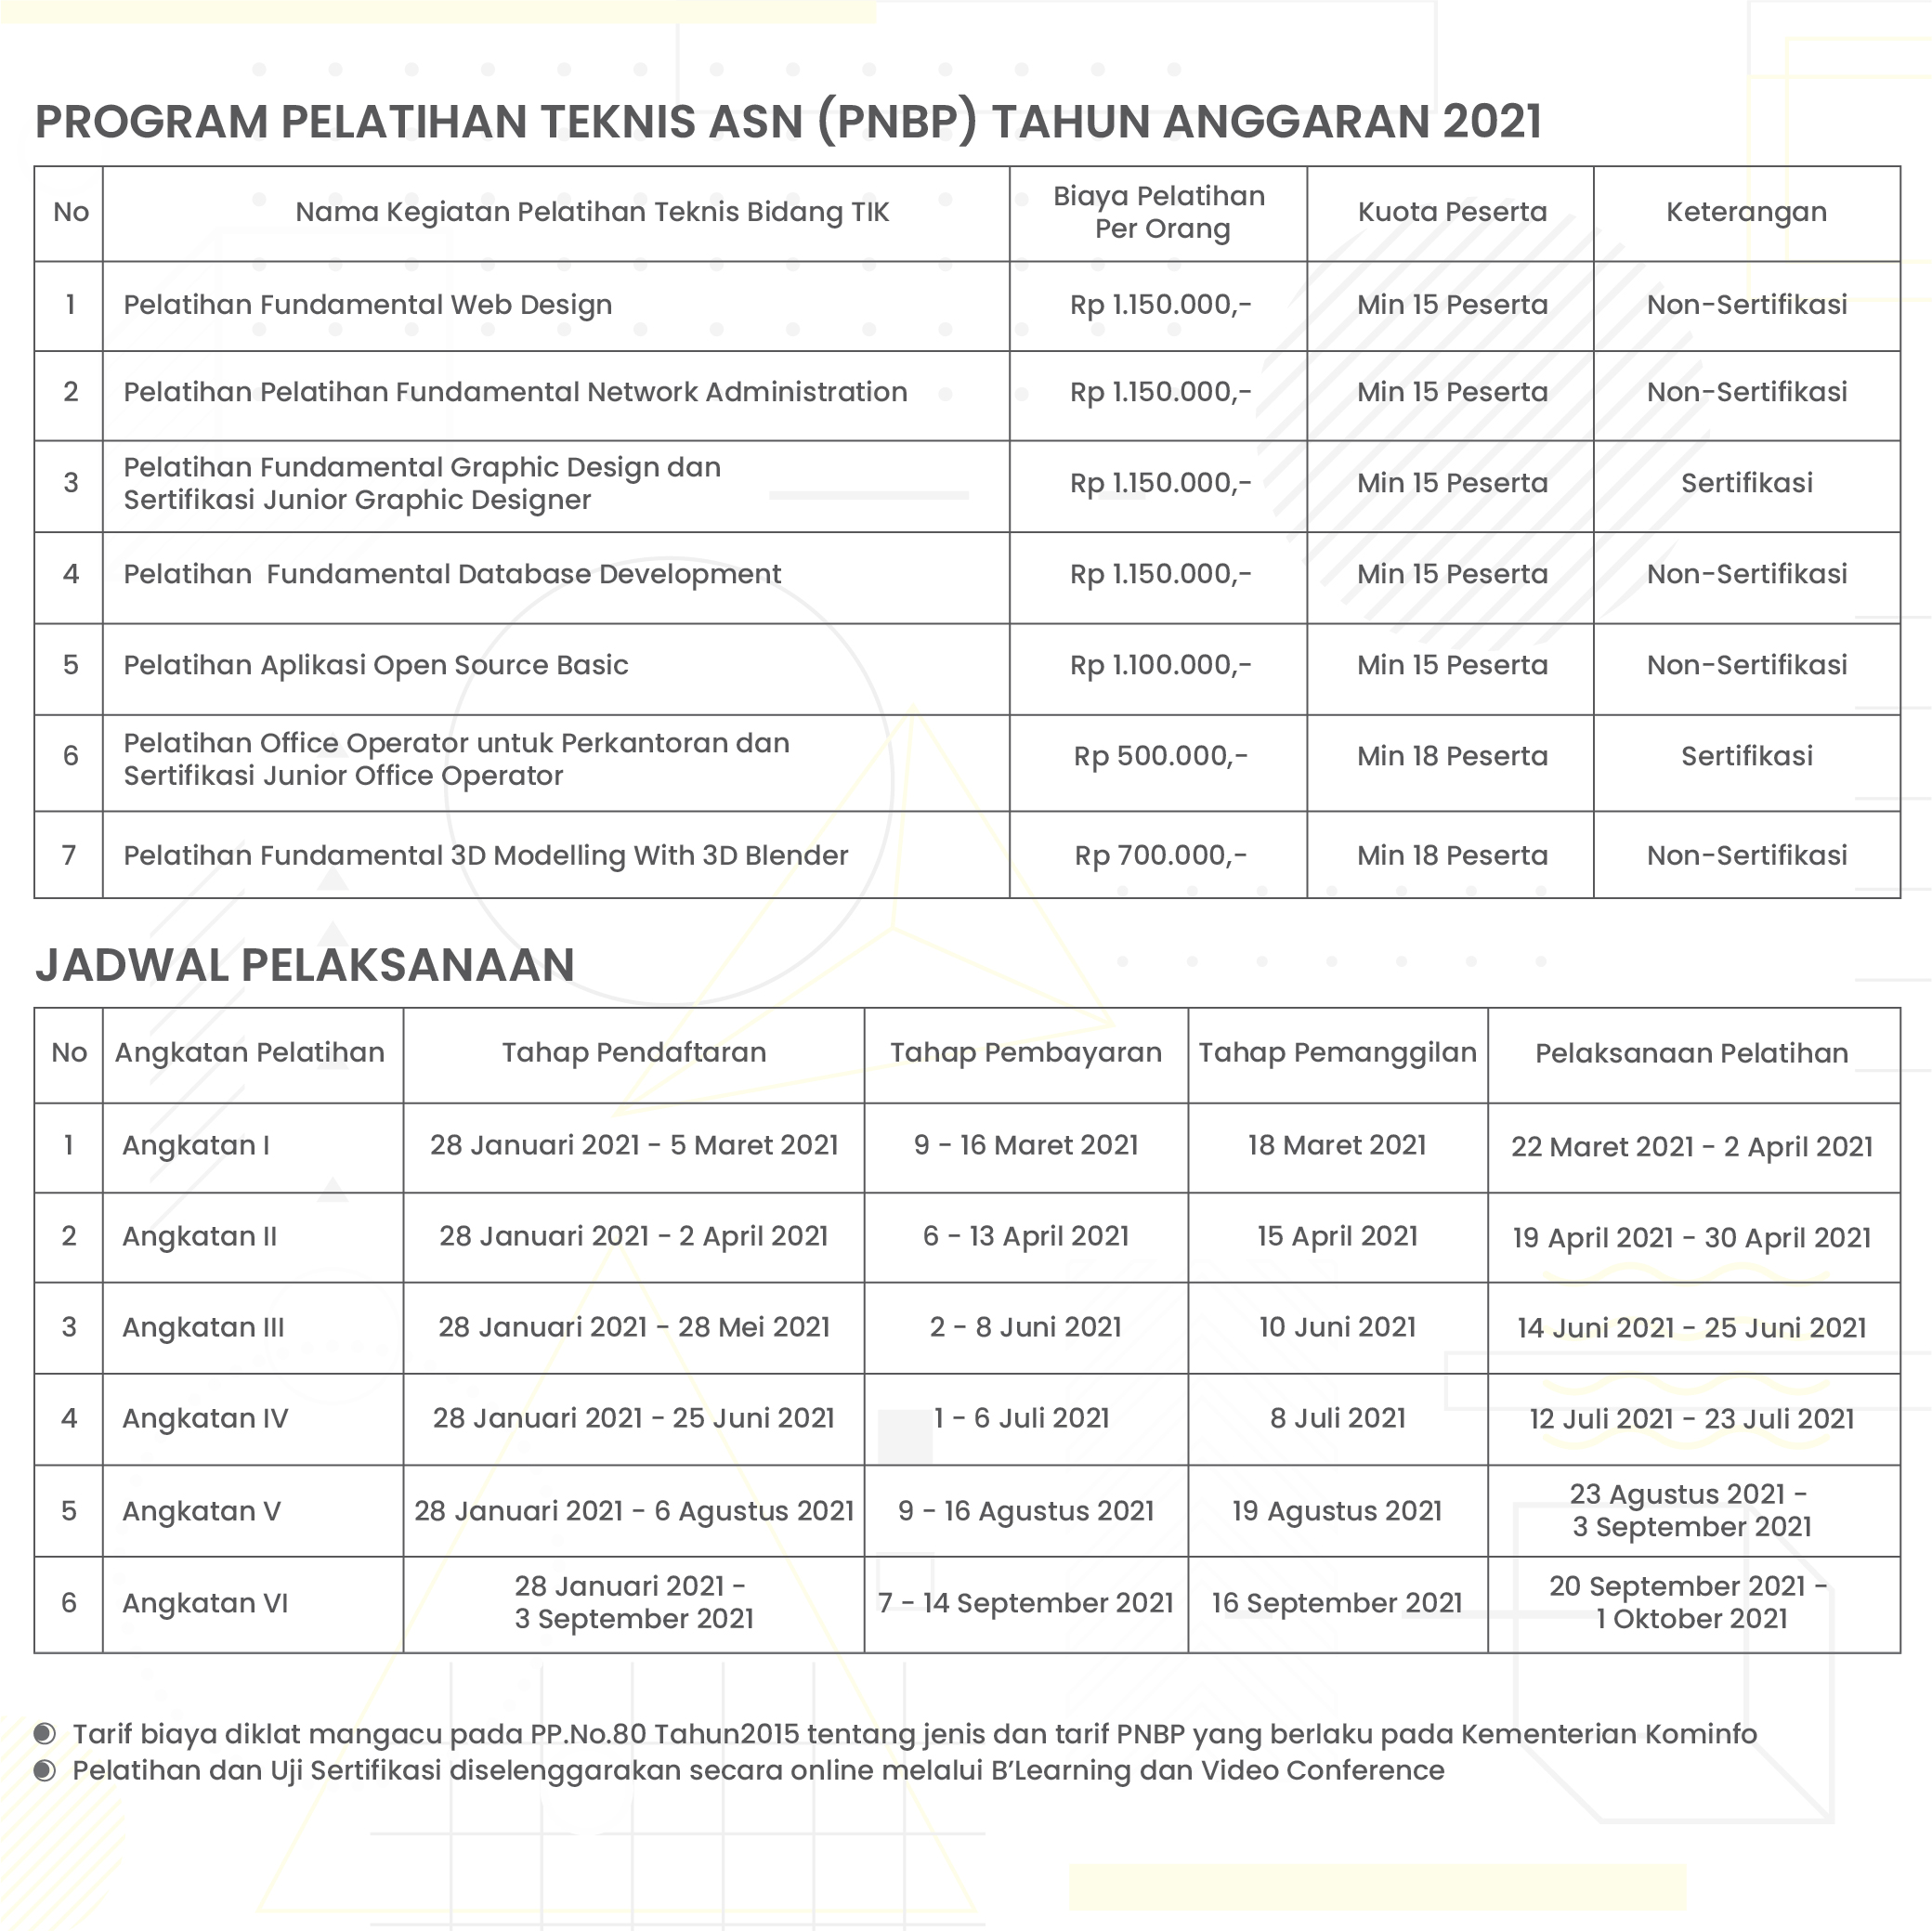 PROGRAM PELATIHAN TEKNIS ASN (PNBP) TAHUN ANGGARAN 2021
No Nama Kegiatan Pelatihan Teknis Bidang TIK Biaya Pelatihan Per Orang Kuota Peserta Keterangan
1 Pelatihan Fundamental Web Design Rp 1.150.000,- Min 15 Peserta Non-Sertifikasi
2 Pelatihan Pelatihan Fundamental Network Administration Rp 1.150.000,- Min 15 Peserta Non-Sertifikasi
3 Pelatihan Fundamental Graphic Design dan
Sertifikasi Junior Graphic Designer Rp 1.150.000,- Min 15 Peserta Sertifikasi
4 Pelatihan  Fundamental Database Development Rp 1.150.000,- Min 15 Peserta Non-Sertifikasi
5 Pelatihan Aplikasi Open Source Basic Rp 1.100.000,- Min 15 Peserta Non-Sertifikasi
6 Pelatihan Office Operator untuk Perkantoran dan
Sertifikasi Junior Office Operator Rp 500.000,- Min 18 Peserta Sertifikasi
7 Pelatihan Fundamental 3D Modelling With 3D Blender Rp 700.000,- Min 18 Peserta Non-Sertifikasi
JADWAL PELAKSANAAN
No Angkatan Pelatihan Tahap Pendaftaran Tahap Pembayaran Tahap Pemanggilan Pelaksanaan Pelatihan
1 Angkatan I 28 Januari 2021 - 5 Maret 2021 9 - 16 Maret 2021 18 Maret 2021 22 Maret 2021 - 2 April 2021
2 Angkatan II 28 Januari 2021 - 2 April 2021 6 - 13 April 2021 15 April 2021 19 April 2021 - 30 April 2021
3 Angkatan III 28 Januari 2021 - 28 Mei 2021 2 - 8 Juni 2021 10 Juni 2021 14 Juni 2021 - 25 Juni 2021
4 Angkatan IV 28 Januari 2021 - 25 Juni 2021 1 - 6 Juli 2021 8 Juli 2021 12 Juli 2021 - 23 Juli 2021
5 Angkatan V 28 Januari 2021 - 6 Agustus 2021 9 - 16 Agustus 2021 19 Agustus 2021 23 Agustus 2021 -
3 September 2021
6 Angkatan VI 28 Januari 2021 -
3 September 2021 7 - 14 September 2021 16 September 2021 20 September 2021 -
1 Oktober 2021
Tarif biaya diklat mangacu pada PP.No.80 Tahun2015 tentang jenis dan tarif PNBP yang berlaku pada Kementerian Kominfo
Pelatihan dan Uji Sertifikasi diselenggarakan secara online melalui B’Learning dan Video Conference